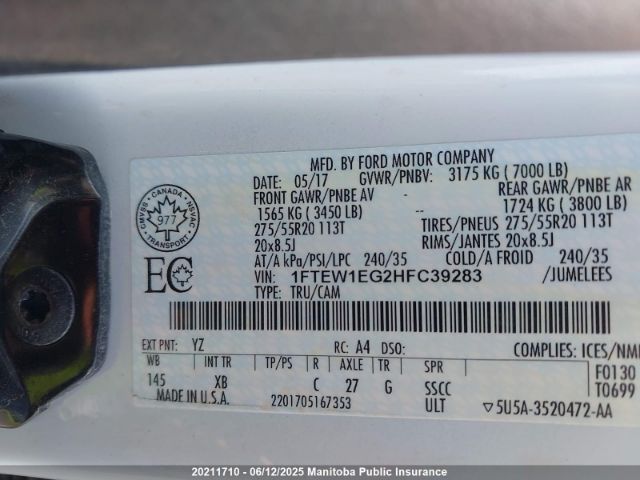 MFD. BY FORD MOTOR COMPANY
DATE: 05/17 GVWR/PNBV: 3175 KG ( 7000 LB)
FRONT GAWR/PNBE AV REAR GAWR/PNBE AR
1565 KG ( 3450 LB) -- 1724 KG ( 3800 LB)
275/55R20 113T TIRES/PNEUS 275/55R20 113T
20x8.5J RIMS/JANTES 20x8.5J
AT/A kPa/PSI/LPC 240/35 COLD/A FROID 240/35
VIN: 1FTEW1EG2HFC39283 /JUMELEES
TYPE: TRU/CAM
CMVSS • CANADA • NSVAC
977
TRANSPORT
EC
EXT PNT: YZ RC: A4 DSO: COMPLIES: ICES/NM
WB INT TR TP/PS R AXLE TR SPR F0130
145 XB C 27 G SSCC T0699
MADE IN U.S.A. 2201705167353 ULT ▽5U5A-3520472-AA
20211710 - 06/12/2025 Manitoba Public Insurance